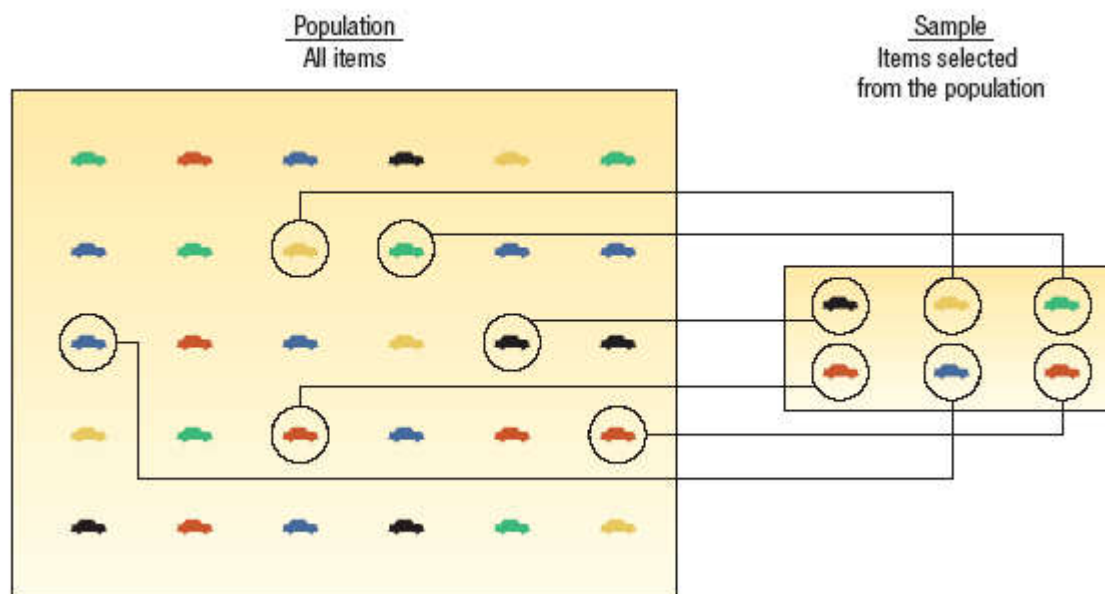 Population
All items
Sample
Items selected
from the population